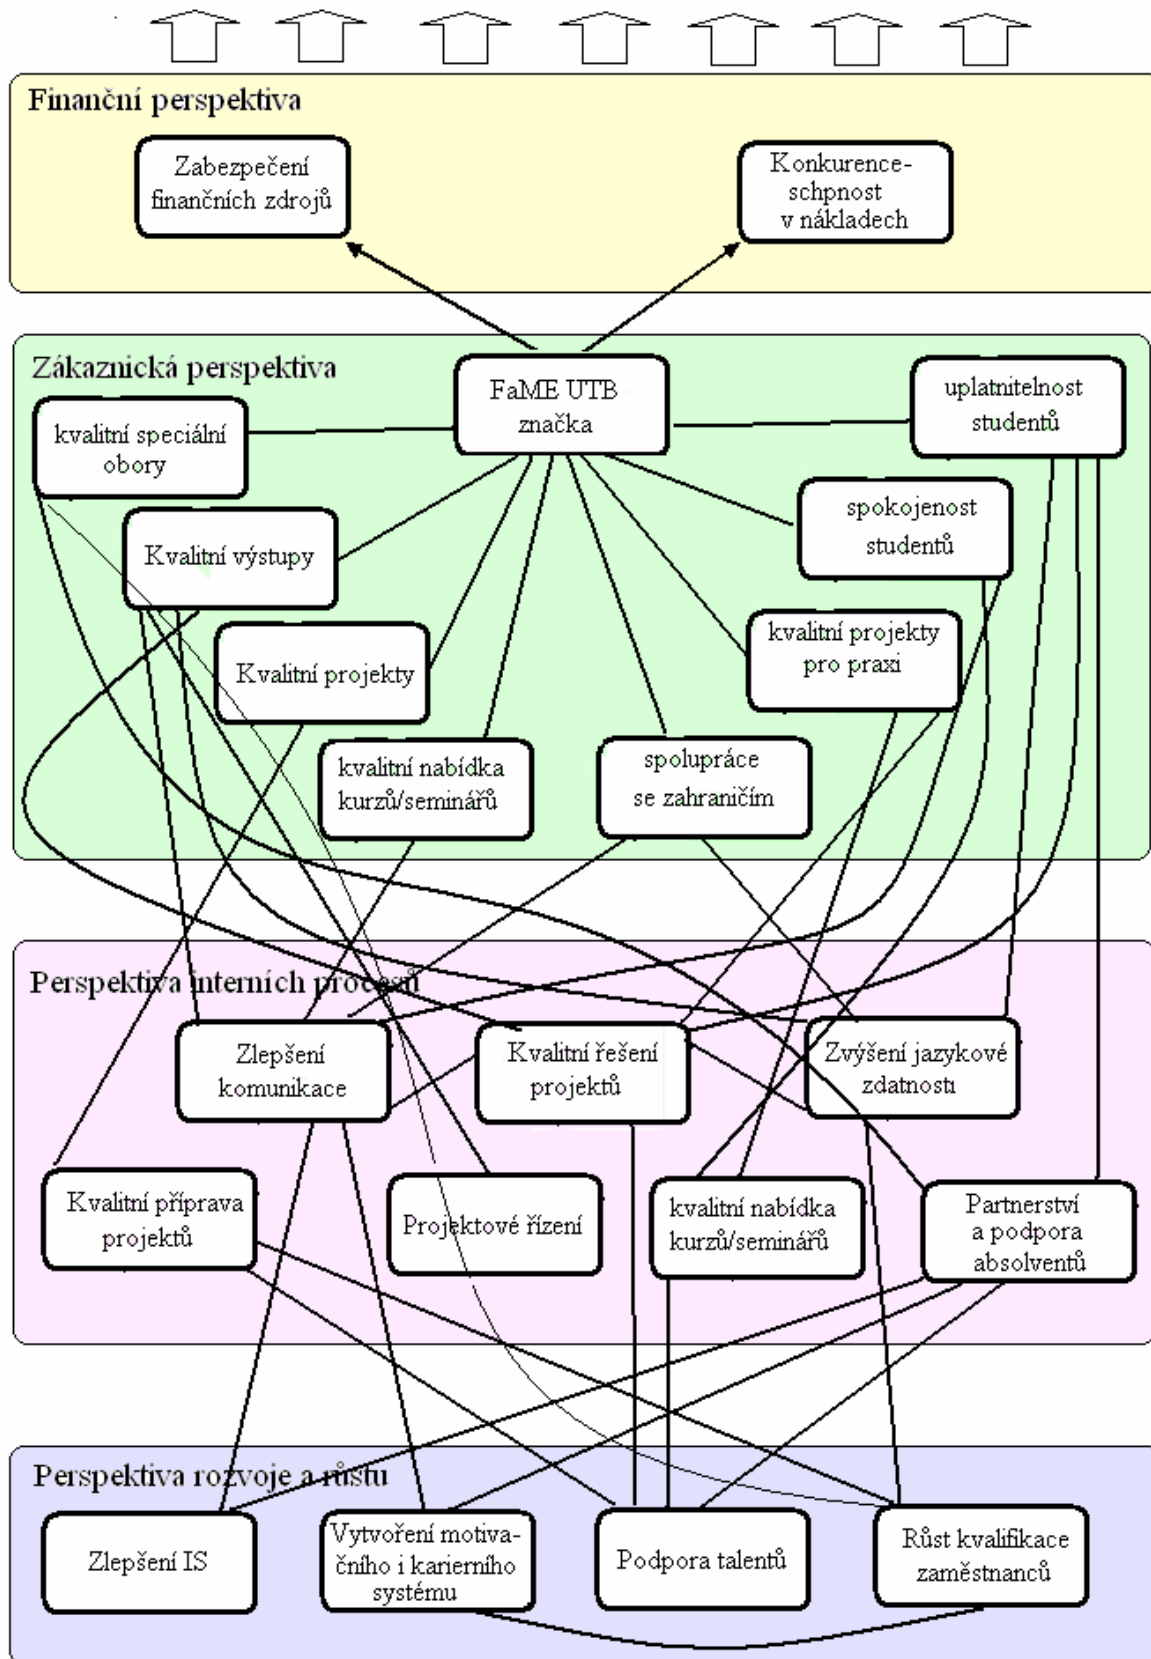 Finanční perspektiva
Zabezpečení
finančních zdrojů
Konkurence-
schpnost
v nákladech
Zákaznická perspektiva
FaME UTB
značka
uplatnitelnost
studentů
kvalitní speciální
obory
spokojenost
studentů
Kvalitní výstupy
kvalitní projekty
pro praxi
Kvalitní projekty
kvalitní nabídka
kurzů/seminářů
spolupráce
se zahraničím
Perspektiva interních procesů
Zlepšení
komunikace
Kvalitní řešení
projektů
Zvýšení jazykové
zdatnosti
Kvalitní příprava
projektů
Projektové řízení
kvalitní nabídka
kurzů/seminářů
Partnerství
a podpora
absolventů
Perspektiva rozvoje a růstu
Zlepšení IS
Vytvoření motiva-
čního i karierního
systému
Podpora talentů
Růst kvalifikace
zaměstnanců